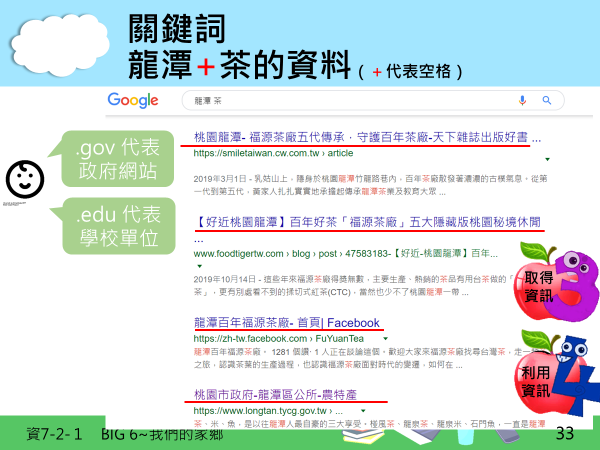 關鍵詞
龍潭+茶的資料(+代表空格)
Google
龍潭 茶
桃園龍潭- 福源茶廠五代傳承,守護百年茶廠-天下雜誌出版好書 ...
https://smiletaiwan.cw.com.tw › article
2019年3月1日 - 乳姑山上,隱身於桃園龍潭竹龍路巷內,百年茶廠散發著濃濃的古樸氣息。從第
一代到第五代,黃家人扎扎實實地承擔起傳承龍潭茶業及教育大眾 ...
.gov 代表
政府網站
.edu 代表
學校單位
【好近桃園龍潭】百年好茶「福源茶廠」五大隱藏版桃園秘境休閒
...
www.foodtigertw.com › blog › post › 47583183-【好近-桃園龍潭】百年...
2019年10月14日 - 這些年來福源茶廠得獎無數,主要生產、熱銷的茶品有用台茶做的「
茶」,更有別處看不到的揉切式紅茶(CTC),當然也少不了桃園龍潭一帶 ...
取得
資訊
3
龍潭百年福源茶廠- 首頁| Facebook
https://zh-tw.facebook.com › FuYuanTea
龍潭百年福源茶廠。 1281 個讚· 1 人正在談論這個。歡迎大家來福源茶廠找尋台灣茶,走一
之旅,認識茶葉的生產過程,也認識福源茶廠面對時代的變遷,如何在 ...
利用
資訊
4
桃園市政府-龍潭區公所-農特產
https://www.longtan.tycg.gov.tw › ...
茶、米、魚,是以往龍潭人最自豪的三大享受。椪風茶、龍泉茶、龍泉米、石門魚,一直是龍潭
資7-2-1 BIG 6~我們的家鄉 33